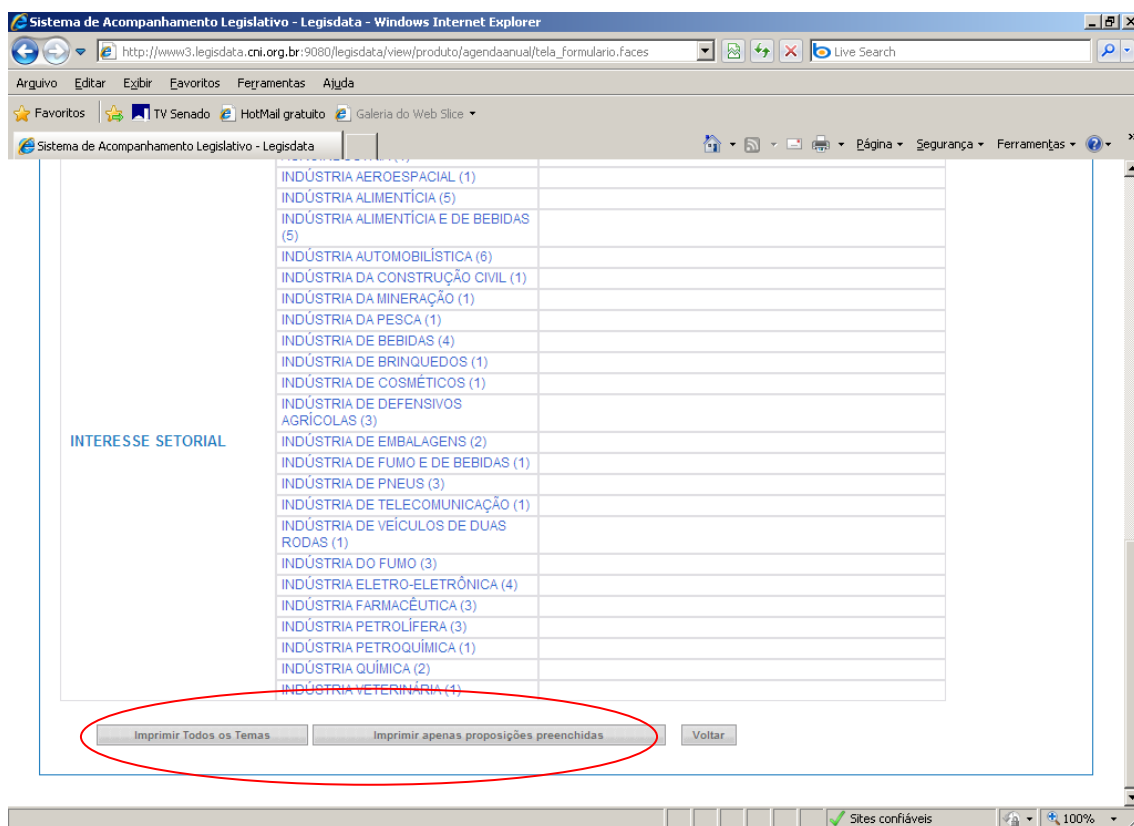 Sistema de Acompanhamento Legislativo - Legisdata - Windows Internet Explorer
http://www3.legisdata.cni.org.br:9080/legisdata/view/produto/agendaanual/tela_formulario.faces
Live Search
Arquivo Editar Exibir Favoritos Ferramentas Ajuda
Favoritos TV Senado HotMail gratuito Galeria do Web Slice
Sistema de Acompanhamento Legislativo - Legisdata
Página Segurança Ferramentas »
INDÚSTRIA AEROESPACIAL (1)
INDÚSTRIA ALIMENTÍCIA (5)
INDÚSTRIA ALIMENTÍCIA E DE BEBIDAS
(5)
INDÚSTRIA AUTOMOBILÍSTICA (6)
INDÚSTRIA DA CONSTRUÇÃO CIVIL (1)
INDÚSTRIA DA MINERAÇÃO (1)
INDÚSTRIA DA PESCA (1)
INDÚSTRIA DE BEBIDAS (4)
INDÚSTRIA DE BRINQUEDOS (1)
INDÚSTRIA DE COSMÉTICOS (1)
INDÚSTRIA DE DEFENSIVOS
AGRÍCOLAS (3)
INTERESSE SETORIAL
INDÚSTRIA DE EMBALAGENS (2)
INDÚSTRIA DE FUMO E DE BEBIDAS (1)
INDÚSTRIA DE PNEUS (3)
INDÚSTRIA DE TELECOMUNICAÇÃO (1)
INDÚSTRIA DE VEÍCULOS DE DUAS
RODAS (1)
INDÚSTRIA DO FUMO (3)
INDÚSTRIA ELETRO-ELETRÔNICA (4)
INDÚSTRIA FARMACÊUTICA (3)
INDÚSTRIA PETROLÍFERA (3)
INDÚSTRIA PETROQUÍMICA (1)
INDÚSTRIA QUÍMICA (2)
INDÚSTRIA VETERINÁRIA (1)
Imprimir Todos os Temas Imprimir apenas proposições preenchidas Voltar
Sites confiáveis 100%